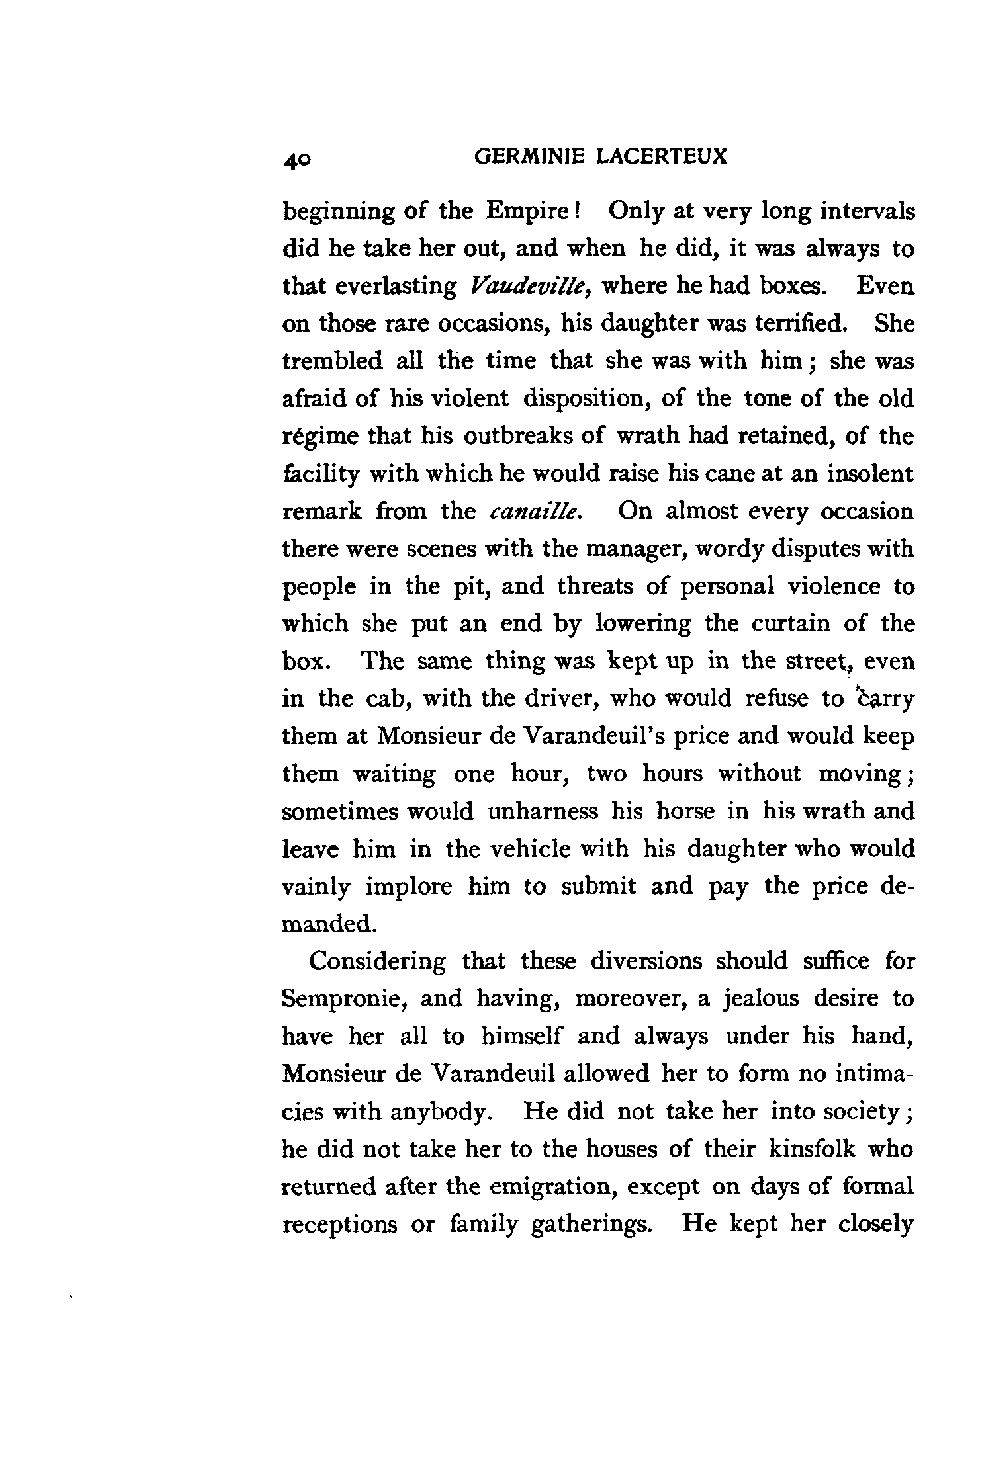 40 GERMINIE LACERTEUX
beginning of the Empire! Only at very long intervals
did he take her out, and when he did, it was always to
that everlasting Vaudeville, where he had boxes. Even
on those rare occasions, his daughter was terrified. She
trembled all the time that she was with him; she was
afraid of his violent disposition, of the tone of the old
régime that his outbreaks of wrath had retained, of the
facility with which he would raise his cane at an insolent
remark from the canaille. On almost every occasion
there were scenes with the manager, wordy disputes with
people in the pit, and threats of personal violence to
which she put an end by lowering the curtain of the
box. The same thing was kept up in the street, even
in the cab, with the driver, who would refuse to carry
them at Monsieur de Varandeuil's price and would keep
them waiting one hour, two hours without moving;
sometimes would unharness his horse in his wrath and
leave him in the vehicle with his daughter who would
vainly implore him to submit and pay the price de-
manded.
Considering that these diversions should suffice for
Sempronie, and having, moreover, a jealous desire to
have her all to himself and always under his hand,
Monsieur de Varandeuil allowed her to form no intima-
cies with anybody. He did not take her into society;
he did not take her to the houses of their kinsfolk who
returned after the emigration, except on days of formal
receptions or family gatherings. He kept her closely